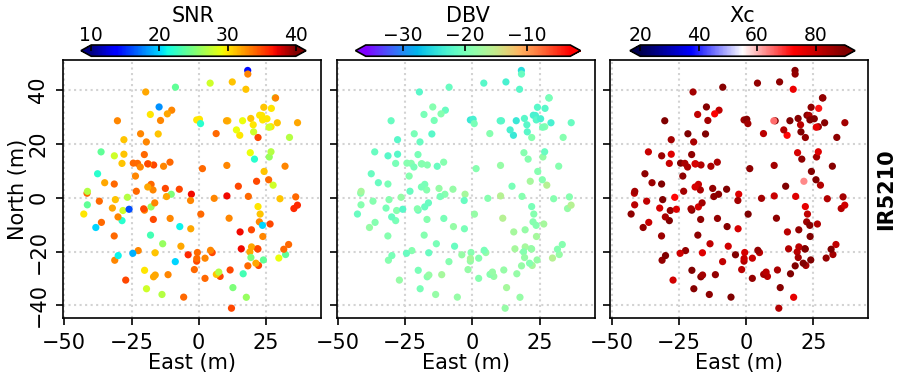 SNR DBV Xc
10 20 30 40 −30 −20 −10 20 40 60 80
40
20
0
−20
−40
North (m)
−50 −25 0 25 −50 −25 0 25 −50 −25 0 25
East (m) East (m) East (m)
IR5210